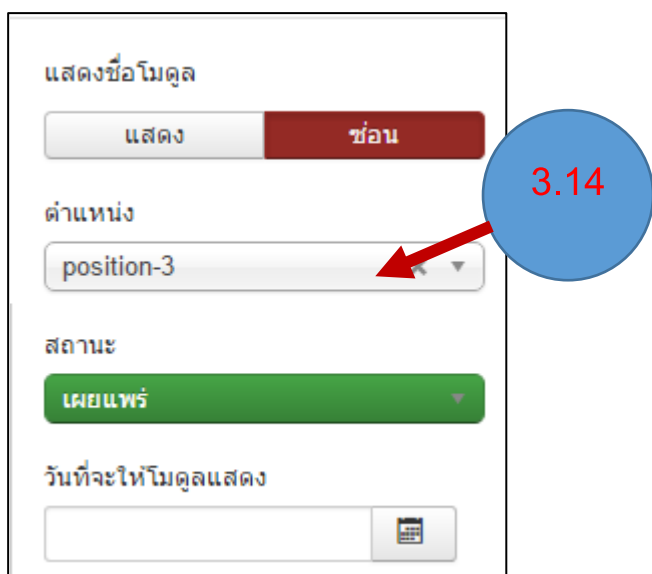 แสดงชื่อโมดูล
แสดง ซ่อน
3.14
ตำแหน่ง
position-3
สถานะ
เผยแพร่
วันที่จะให้โมดูลแสดง